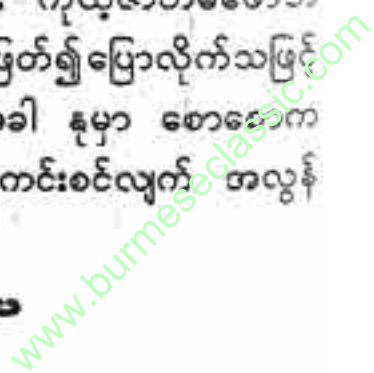 ဖြတ်၍ပြောလိုက်သဖြင့်
ခါ နုမှာ စောစောက
ကင်းစင်လျက် အလွန်
www.burmeseclassic.com